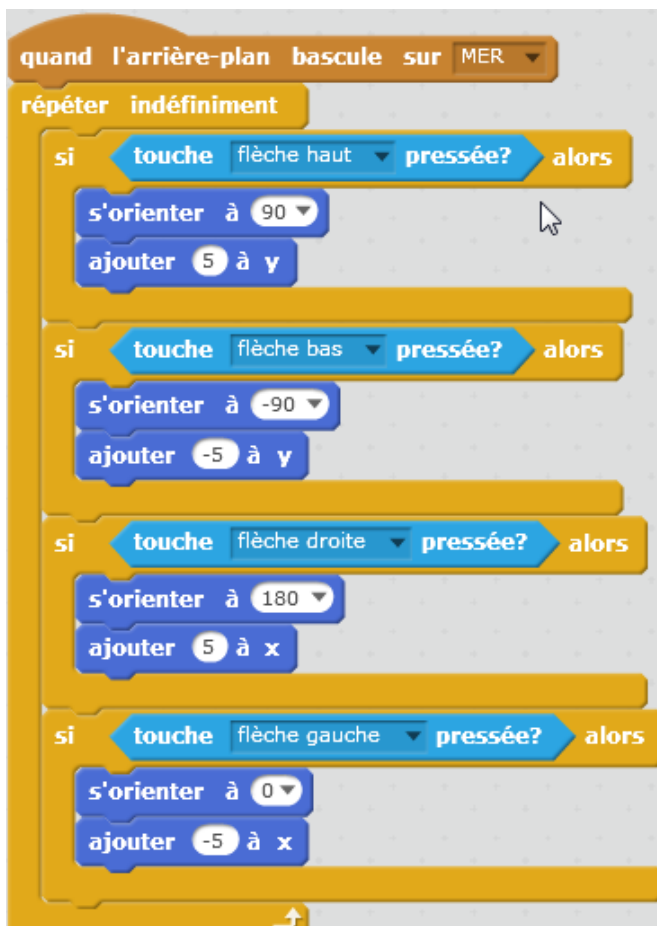 quand l'arrière-plan bascule sur MER
répéter indéfiniment
si touche flèche haut pressée? alors
s'orienter à 90
ajouter 5 à y
si touche flèche bas pressée? alors
s'orienter à -90
ajouter -5 à y
si touche flèche droite pressée? alors
s'orienter à 180
ajouter 5 à x
si touche flèche gauche pressée? alors
s'orienter à 0
ajouter -5 à x